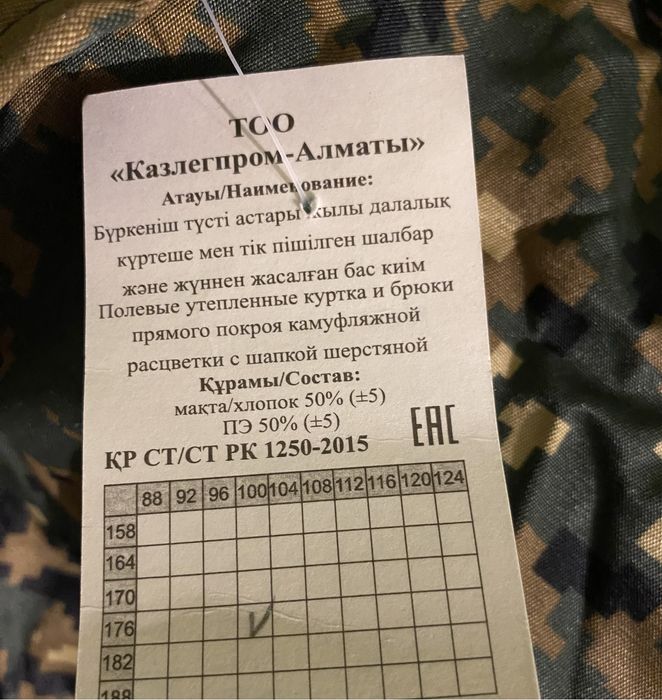 ТОО
«Казлегпром-Алматы»
Атауы/Наименование:
Бүркеніш түсті астары жылы далалық
күртеше мен тік пішілген шалбар
және жүннен жасалған бас киім
Полевые утепленные куртка и брюки
прямого покроя камуфляжной
расцветки с шапкой шерстяной
Құрамы/Состав:
мақта/хлопок 50% (±5)
ПЭ 50% (±5)
EAC
ҚР СТ/СТ РК 1250-2015
88 92 96 100 104 108 112 116 120 124
158
164
170
176 V
182
188